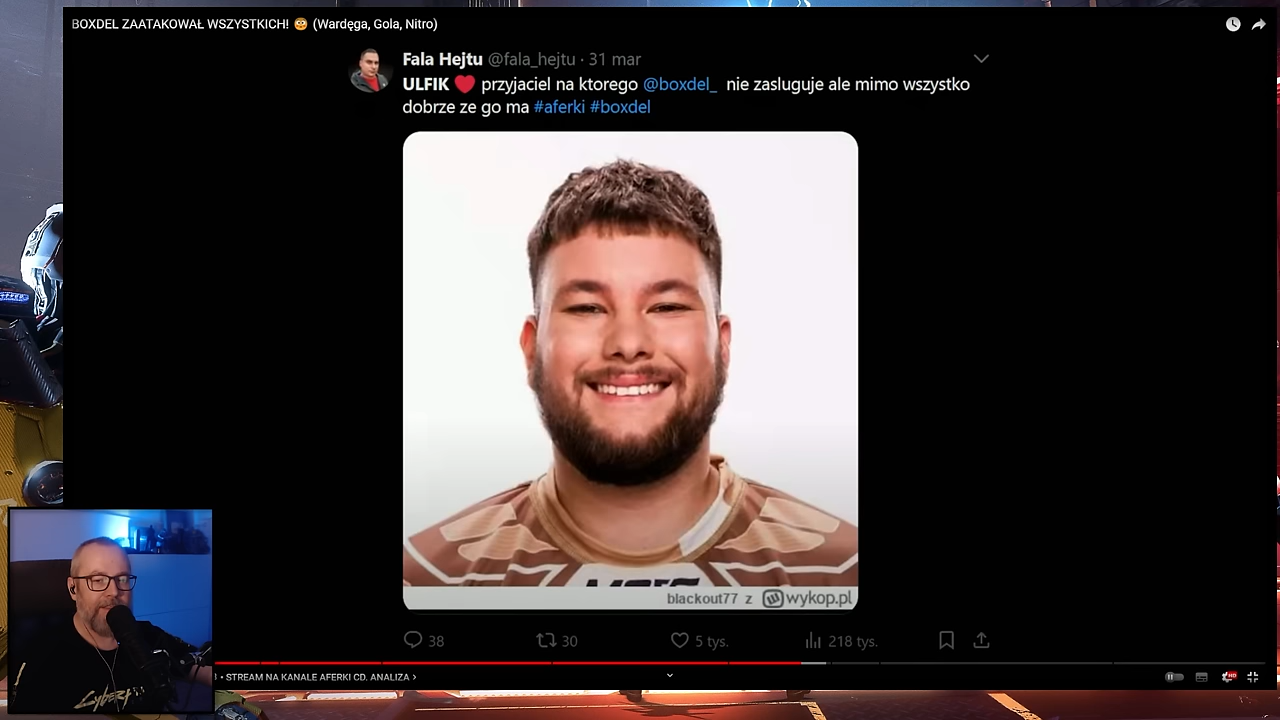 BOXDEL ZAATAKOWAŁ WSZYSTKICH! 🤓 (Wardęga, Gola, Nitro)
Fala Hejtu @fala_hejtu · 31 mar
ULFIK ❤️ przyjaciel na ktorego @boxdel_ nie zasluguje ale mimo wszystko
dobrze ze go ma #aferki #boxdel
blackout77 z wykop.pl
38 30 5 tys. 218 tys.
• STREAM NA KANALE AFERKI CD. ANALIZA ›
HD